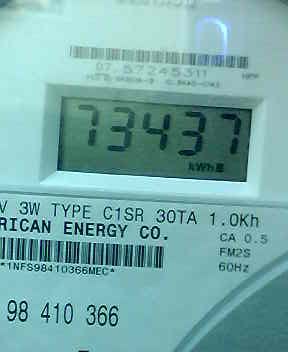 07 57245311
73437
kWh
V 3W TYPE C1SR 30TA 1.0Kh
RICAN ENERGY CO.
CA 0.5
FM2S
60Hz
*1NFS98410366MEC*
98 410 366